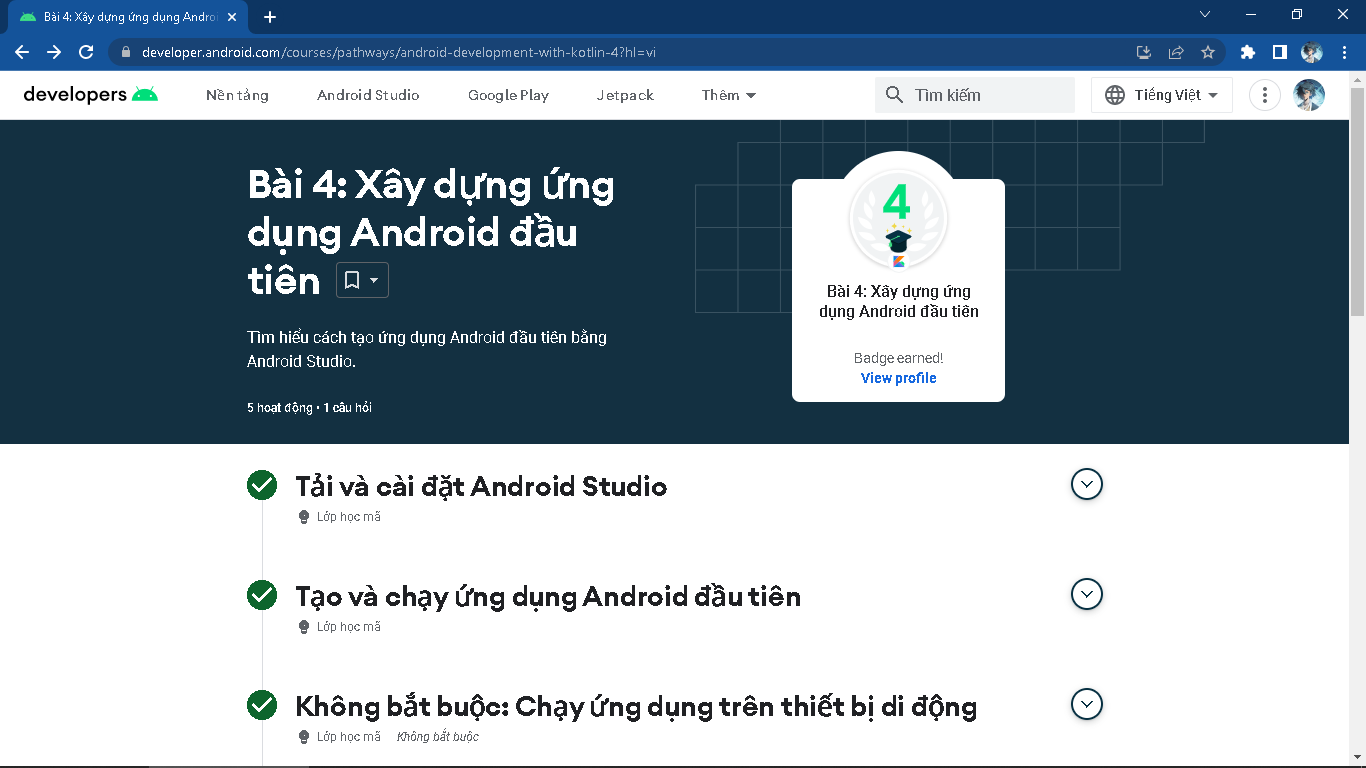 Bài 4: Xây dựng ứng dụng Androi
developer.android.com/courses/pathways/android-development-with-kotlin-4?hl=vi
developers Nền tảng Android Studio Google Play Jetpack Thêm Tìm kiếm Tiếng Việt
Bài 4: Xây dựng ứng
dụng Android đầu
tiên
Tìm hiểu cách tạo ứng dụng Android đầu tiên bằng
Android Studio.
5 hoạt động • 1 câu hỏi
4
Bài 4: Xây dựng ứng
dụng Android đầu tiên
Badge earned!
View profile
Tải và cài đặt Android Studio
Lớp học mã
Tạo và chạy ứng dụng Android đầu tiên
Lớp học mã
Không bắt buộc: Chạy ứng dụng trên thiết bị di động
Lớp học mã Không bắt buộc